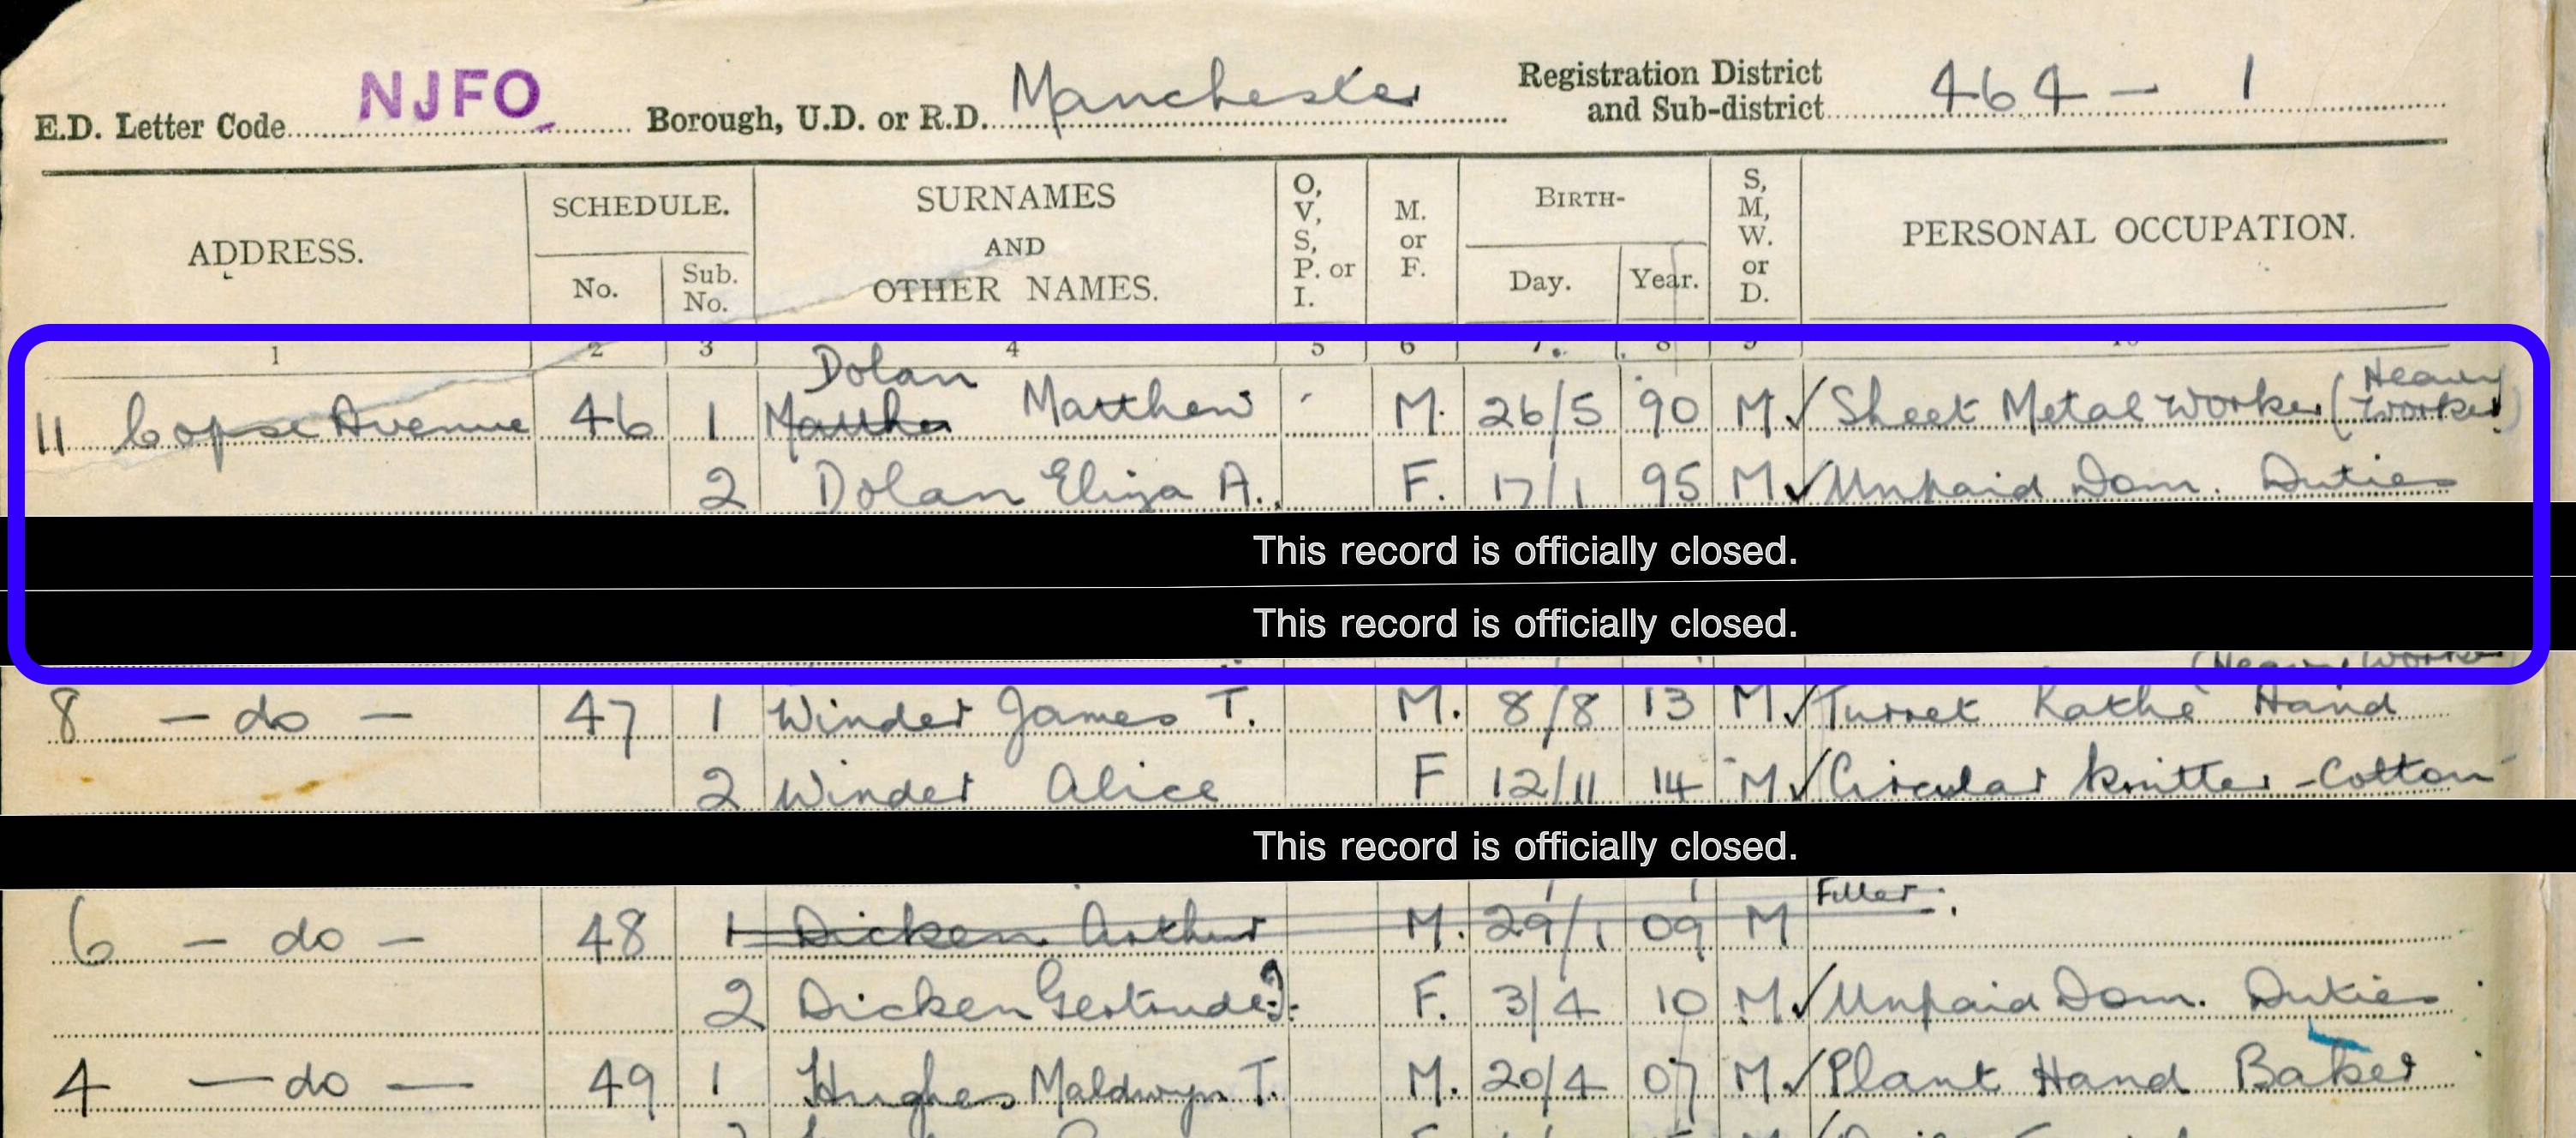 E.D. Letter Code NJFO Borough, U.D. or R.D. Manchester Registration District and Sub-district 464 - 1
ADDRESS. SCHEDULE. No. Sub. No. SURNAMES AND OTHER NAMES. O, V, S, P. or I. M. or F. BIRTH- Day. Year. S, M, W. or D. PERSONAL OCCUPATION.
1 2 3 4 5 6 7 8 9 10
Dolan Heavy
11 Copse Avenue 46 1 Matthew M. 26/5 90 M ✓ Sheet Metal Worker (Worker)
2 Dolan Eliza A. F. 17/1 95 M ✓ Unpaid Dom. Duties
This record is officially closed.
This record is officially closed.
(Heavy Worker
8 - do - 47 1 Winder James T. M. 8/8 13 M ✓ Turret Lathe Hand
2 Winder Alice F 12/11 14 M ✓ Circular Knitter - Cotton
This record is officially closed.
6 - do - 48 1 Dicken Arthur M. 29/1 09 M Filler.
2 Dicken Gertrude J. F. 3/4 10 M ✓ Unpaid Dom. Duties
4 - do - 49 1 Hughes Maldwyn T. M. 20/4 07 M ✓ Plant Hand Baker